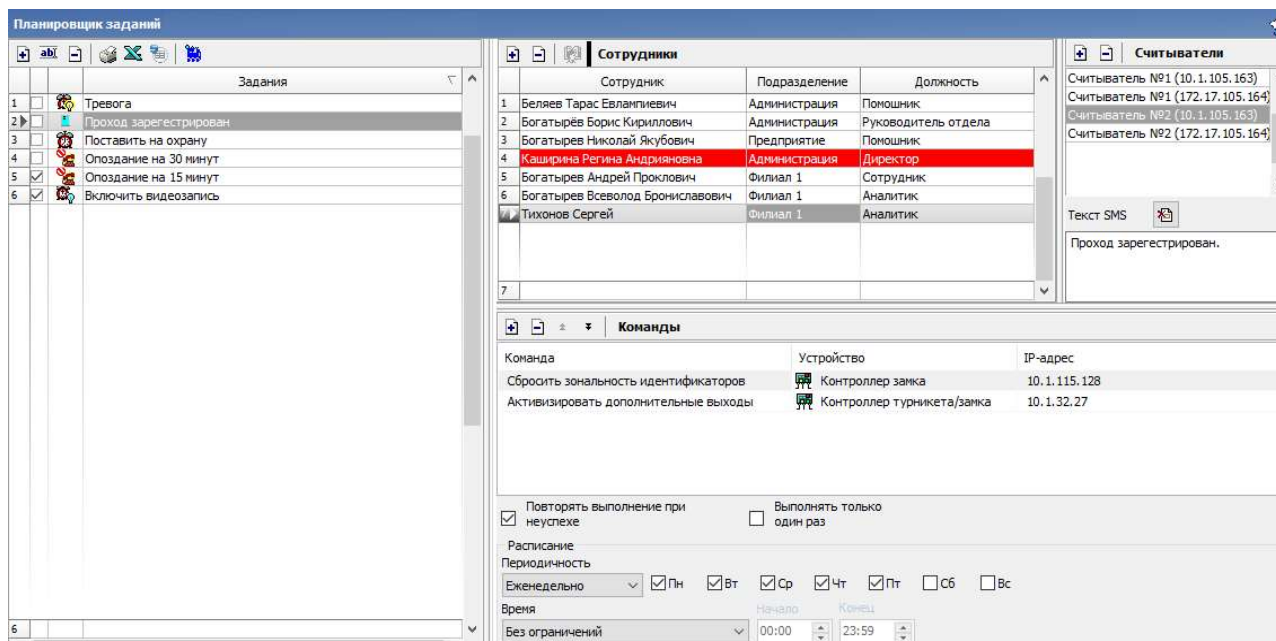 Планировщик заданий
Задания
1 Тревога
2 Проход зарегестрирован
3 Поставить на охрану
4 Опоздание на 30 минут
5 Опоздание на 15 минут
6 Включить видеозапись
6
Сотрудники
Сотрудник Подразделение Должность
1 Беляев Тарас Евлампиевич Администрация Помошник
2 Богатырёв Борис Кириллович Администрация Руководитель отдела
3 Богатырев Николай Якубович Предприятие Помошник
4 Каширина Регина Андрияновна Администрация Директор
5 Богатырев Андрей Проклович Филиал 1 Сотрудник
6 Богатырев Всеволод Брониславович Филиал 1 Аналитик
Тихонов Сергей Филиал 1 Аналитик
7
Считыватели
Считыватель №1 (10.1.105.163)
Считыватель №1 (172.17.105.164)
Считыватель №2 (10.1.105.163)
Считыватель №2 (172.17.105.164)
Текст SMS
Проход зарегестрирован.
Команды
Команда Устройство IP-адрес
Сбросить зональность идентификаторов Контроллер замка 10.1.115.128
Активизировать дополнительные выходы Контроллер турникета/замка 10.1.32.27
Повторять выполнение при
неуспехе
Выполнять только
один раз
Расписание
Периодичность
Еженедельно Пн Вт Ср Чт Пт Сб Вс
Время Начало Конец
Без ограничений 00:00 23:59